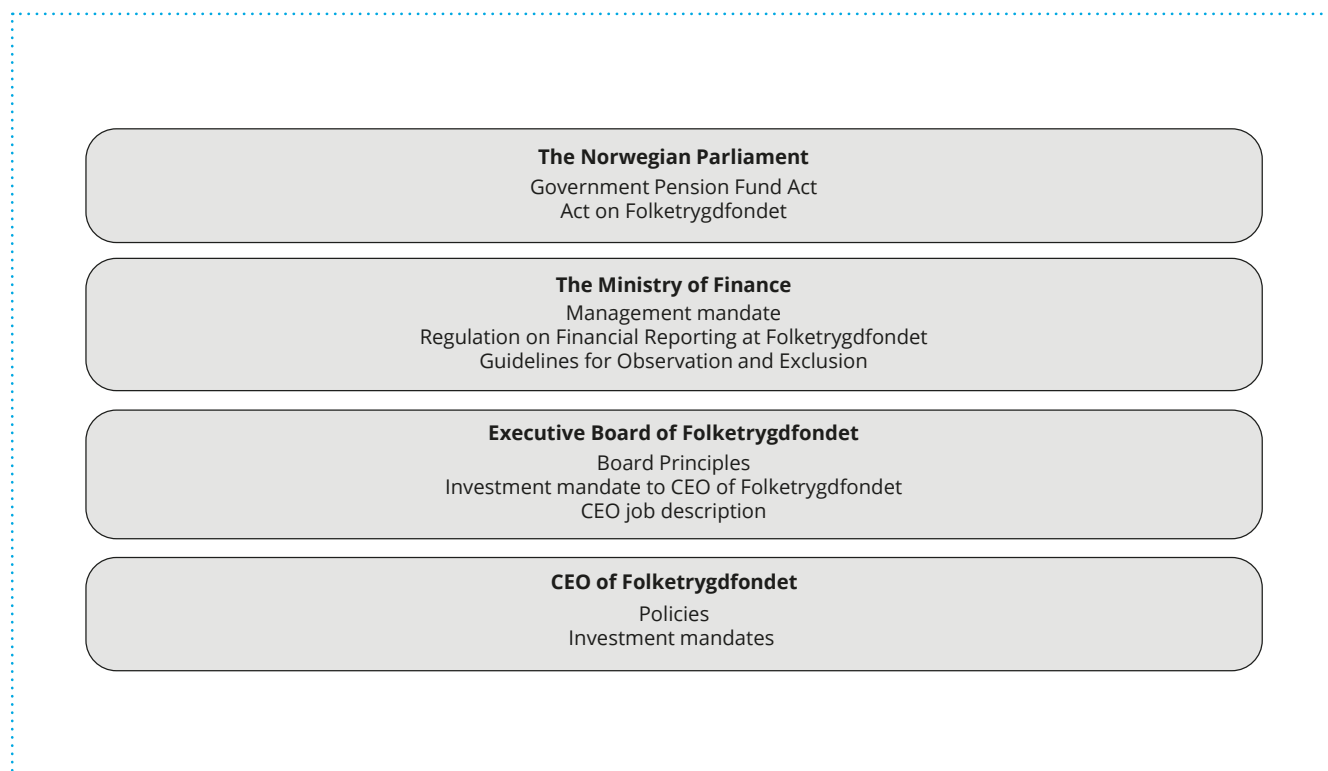 The Norwegian Parliament
Government Pension Fund Act
Act on Folketrygdfondet
The Ministry of Finance
Management mandate
Regulation on Financial Reporting at Folketrygdfondet
Guidelines for Observation and Exclusion
Executive Board of Folketrygdfondet
Board Principles
Investment mandate to CEO of Folketrygdfondet
CEO job description
CEO of Folketrygdfondet
Policies
Investment mandates